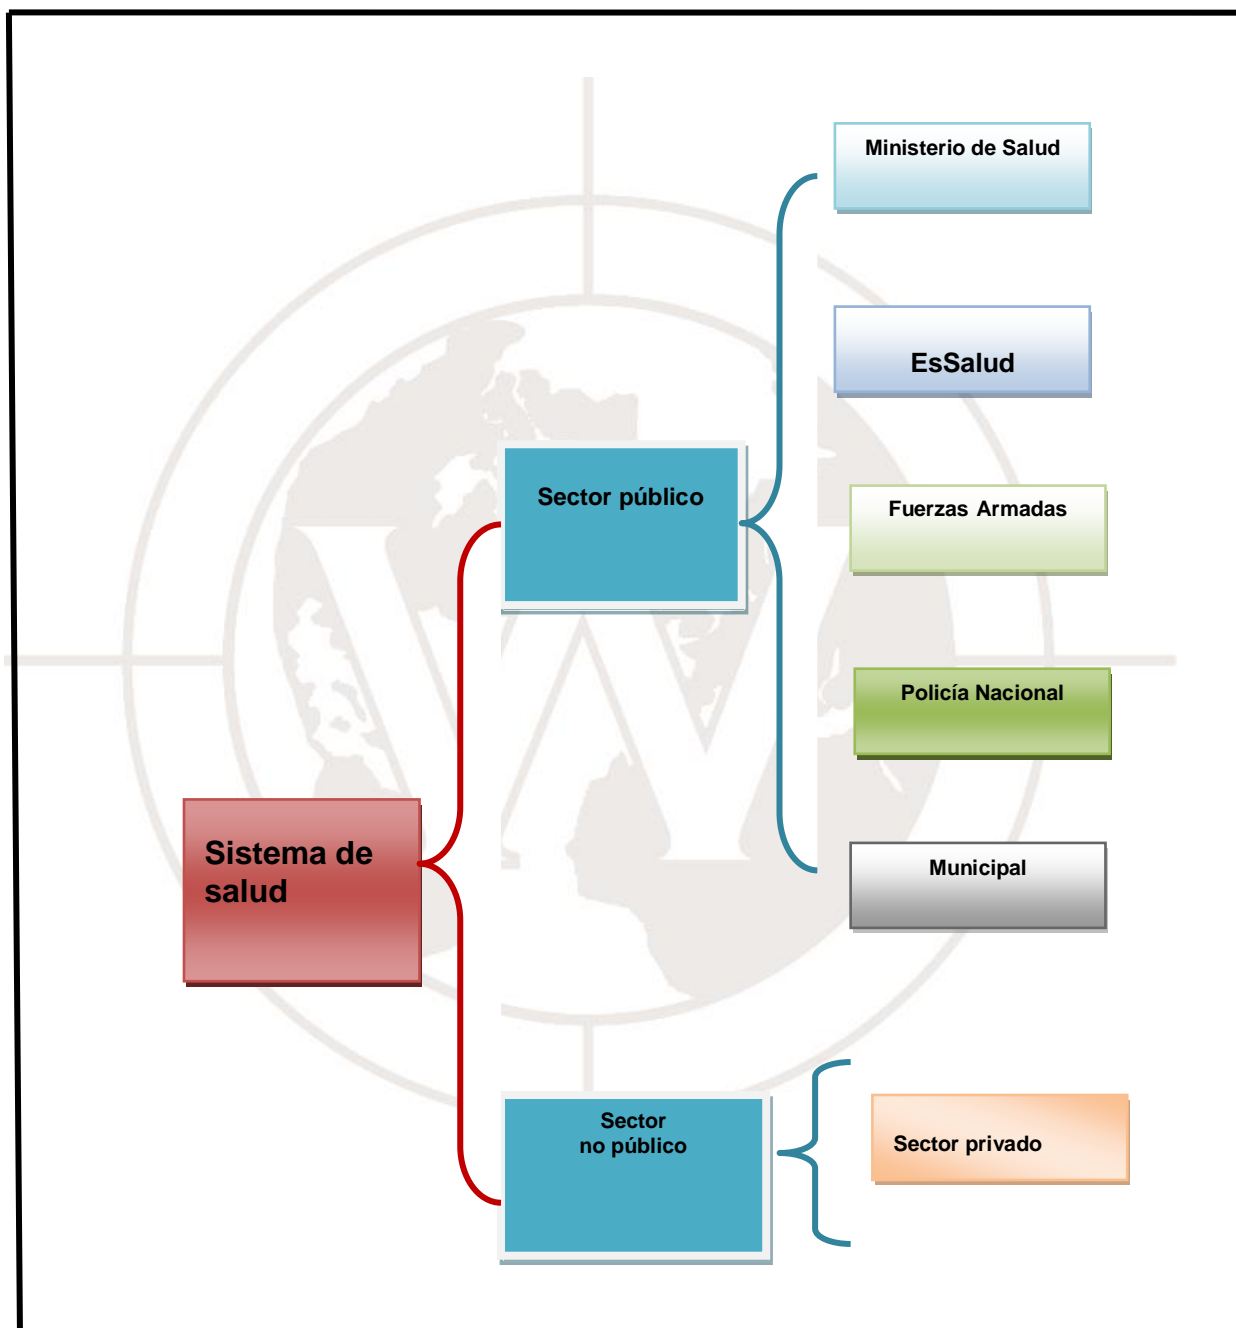 Ministerio de Salud
EsSalud
Sector público
Fuerzas Armadas
Policía Nacional
Sistema de
salud
Municipal
Sector
no público
Sector privado